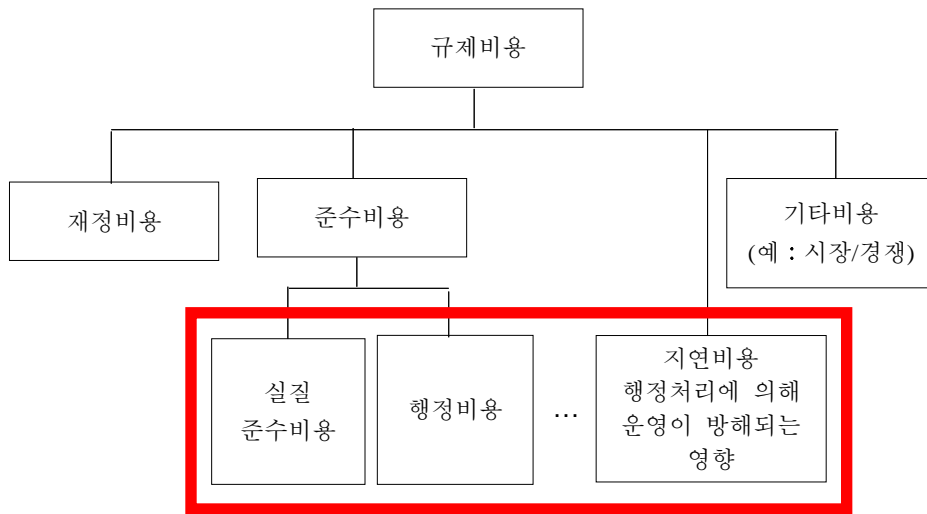 규제비용
재정비용
준수비용
기타비용
(예 : 시장/경쟁)
실질
준수비용
행정비용
…
지연비용
행정처리에 의해
운영이 방해되는
영향